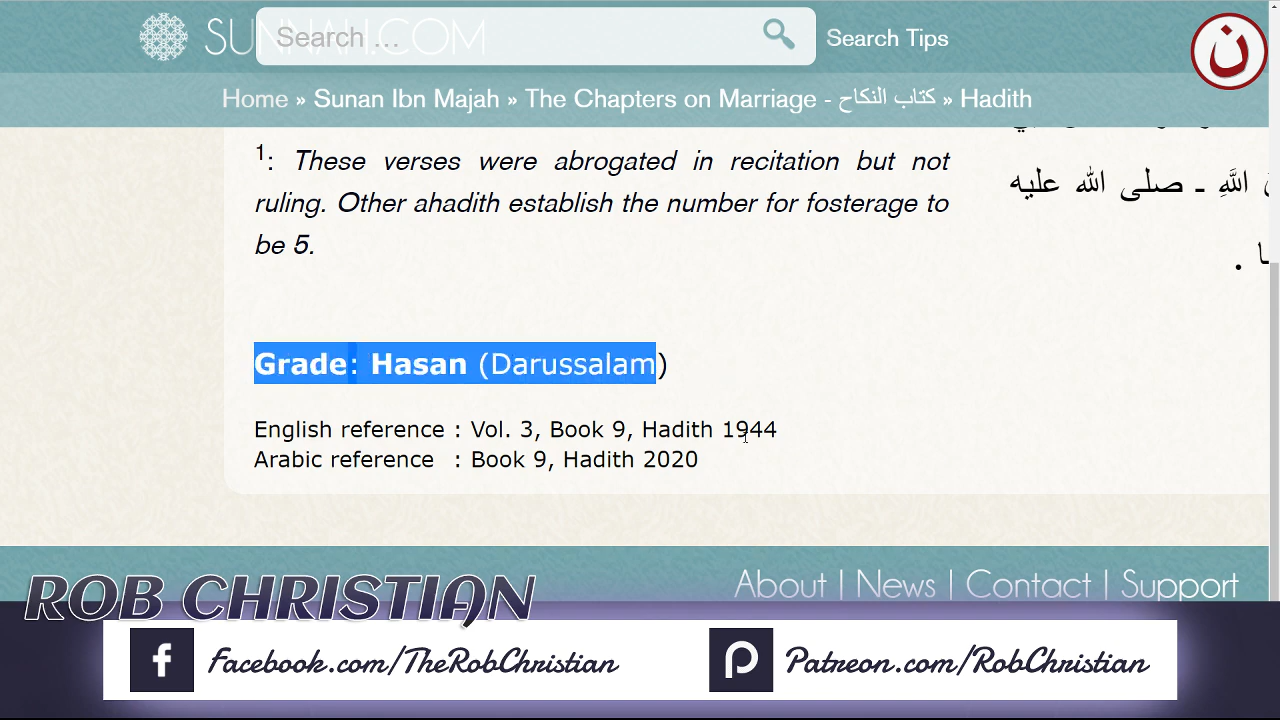 SUNNAH.COM
Search ...
Search Tips
ن
Home » Sunan Ibn Majah » The Chapters on Marriage - كتاب النكاح » Hadith
1: These verses were abrogated in recitation but not
ruling. Other ahadith establish the number for fosterage to
be 5.
اللَّهِ ـ صلى الله عليه
Grade: Hasan (Darussalam)
English reference : Vol. 3, Book 9, Hadith 1944
Arabic reference : Book 9, Hadith 2020
About | News | Contact | Support
ROB CHRISTIAN
f Facebook.com/TheRobChristian
Patreon.com/RobChristian